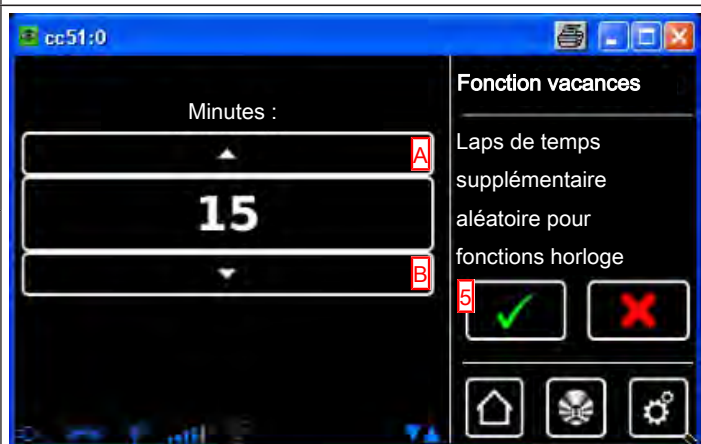 cc51:0
Minutes :
A
15
B
Fonction vacances
Laps de temps
supplémentaire
aléatoire pour
fonctions horloge
5